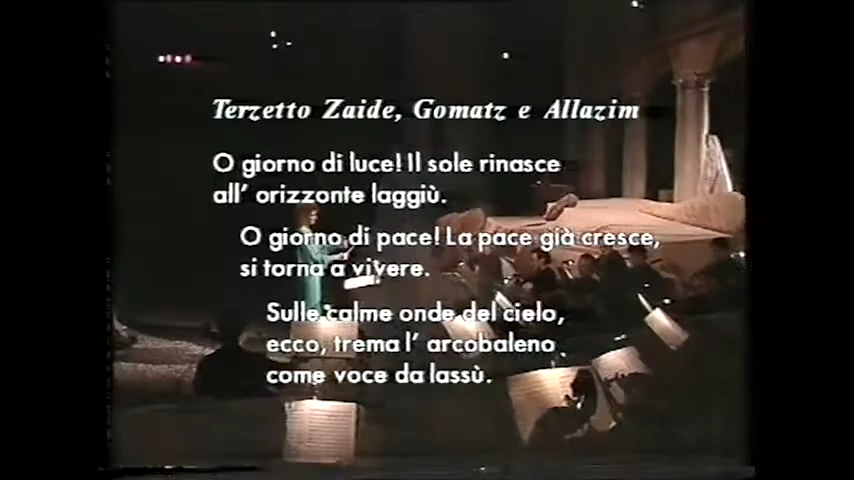 Terzetto Zaide, Gomatz e Allazim
O giorno di luce! Il sole rinasce
all' orizzonte laggiù.
O giorno di pace! La pace già cresce,
si torna a vivere.
Sulle calme onde del cielo,
ecco, trema l' arcobaleno
come voce da lassù.